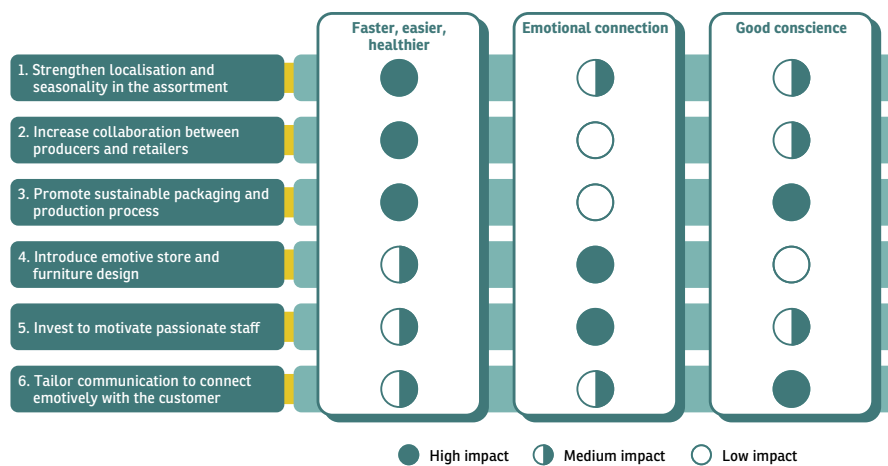 Faster, easier,
healthier
Emotional connection
Good conscience
1. Strengthen localisation and
seasonality in the assortment
2. Increase collaboration between
producers and retailers
3. Promote sustainable packaging and
production process
4. Introduce emotive store and
furniture design
5. Invest to motivate passionate staff
6. Tailor communication to connect
emotively with the customer
High impact
Medium impact
Low impact